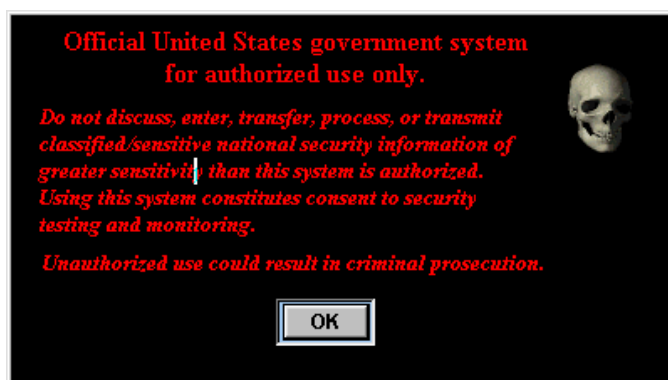 Official United States government system
for authorized use only.
Do not discuss, enter, transfer, process, or transmit
classified/sensitive national security information of
greater sensitivity than this system is authorized.
Using this system constitutes consent to security
testing and monitoring.
Unauthorized use could result in criminal prosecution.
OK